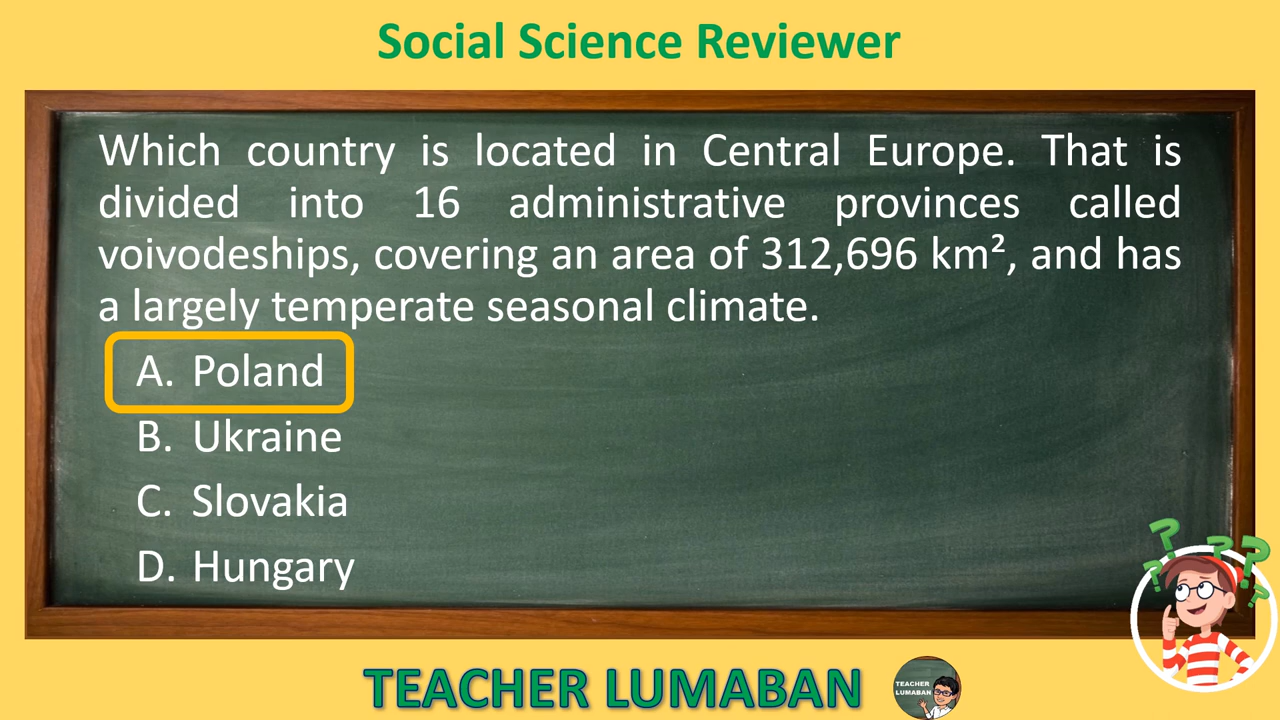 Social Science Reviewer
Which country is located in Central Europe. That is
divided into 16 administrative provinces called
voivodeships, covering an area of 312,696 km², and has
a largely temperate seasonal climate.
A. Poland
B. Ukraine
C. Slovakia
D. Hungary
TEACHER LUMABAN
TEACHER
LUMABAN